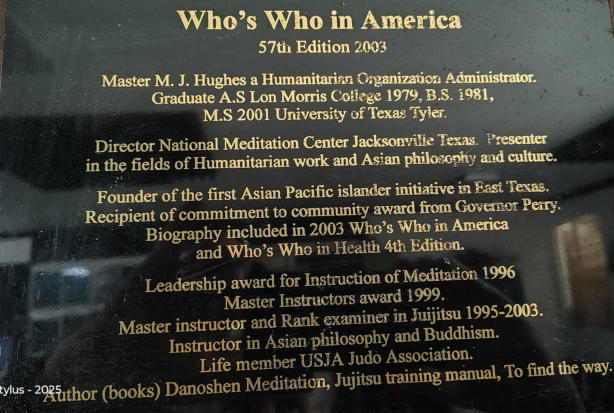 Who's Who in America
57th Edition 2003
Master M. J. Hughes a Humanitarian Organization Administrator.
Graduate A.S Lon Morris College 1979, B.S. 1981,
M.S 2001 University of Texas Tyler.
Director National Meditation Center Jacksonville Texas. Presenter
in the fields of Humanitarian work and Asian philosophy and culture.
Founder of the first Asian Pacific islander initiative in East Texas.
Recipient of commitment to community award from Governor Perry.
Biography included in 2003 Who's Who in America
and Who's Who in Health 4th Edition.
Leadership award for Instruction of Meditation 1996
Master Instructors award 1999.
Master instructor and Rank examiner in Juijitsu 1995-2003.
Instructor in Asian philosophy and Buddhism.
Life member USJA Judo Association.
Author (books) Danoshen Meditation, Jujitsu training manual, To find the way.
tylus - 2025